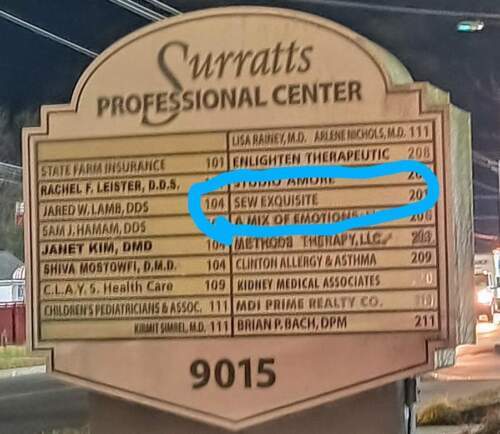 Surratts
PROFESSIONAL CENTER
LISA RAINEY, M.D. ARLENE NICHOLS, M.D. 111
STATE FARM INSURANCE 101
ENLIGHTEN THERAPEUTIC 208
RACHEL F. LEISTER, D.D.S.
STUDIO AMORE
JARED W. LAMB, DDS 104
SEW EXQUISITE 201
SAM J. HAMAM, DDS
A MIX OF EMOTIONS 206
JANET KIM, DMD 104
METHODS THERAPY, LLC 203
SHIVA MOSTOWFI, D.M.D. 104
CLINTON ALLERGY & ASTHMA 209
C.L.A.Y. S. Health Care 109
KIDNEY MEDICAL ASSOCIATES
CHILDREN'S PEDIATRICIANS & ASSOC. 111
MDI PRIME REALTY CO. 210
KIRMIT SIMREL, M.D. 111
BRIAN P. BACH, DPM 211
9015